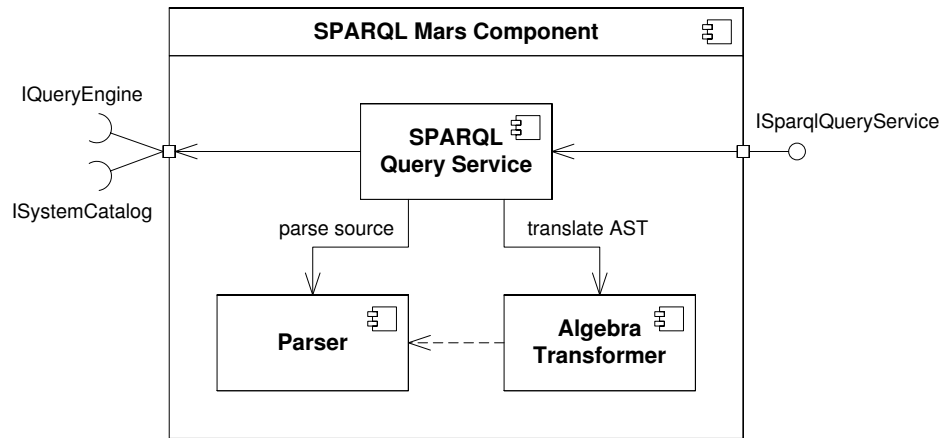 SPARQL Mars Component
IQueryEngine
ISparqlQueryService
SPARQL
Query Service
ISystemCatalog
parse source
translate AST
Parser
Algebra
Transformer